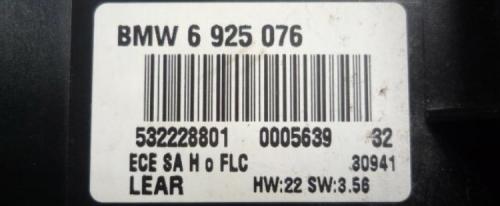 BMW 6 925 076
532228801 0005639 32
ECE SA H o FLC 30941
LEAR HW:22 SW:3.56